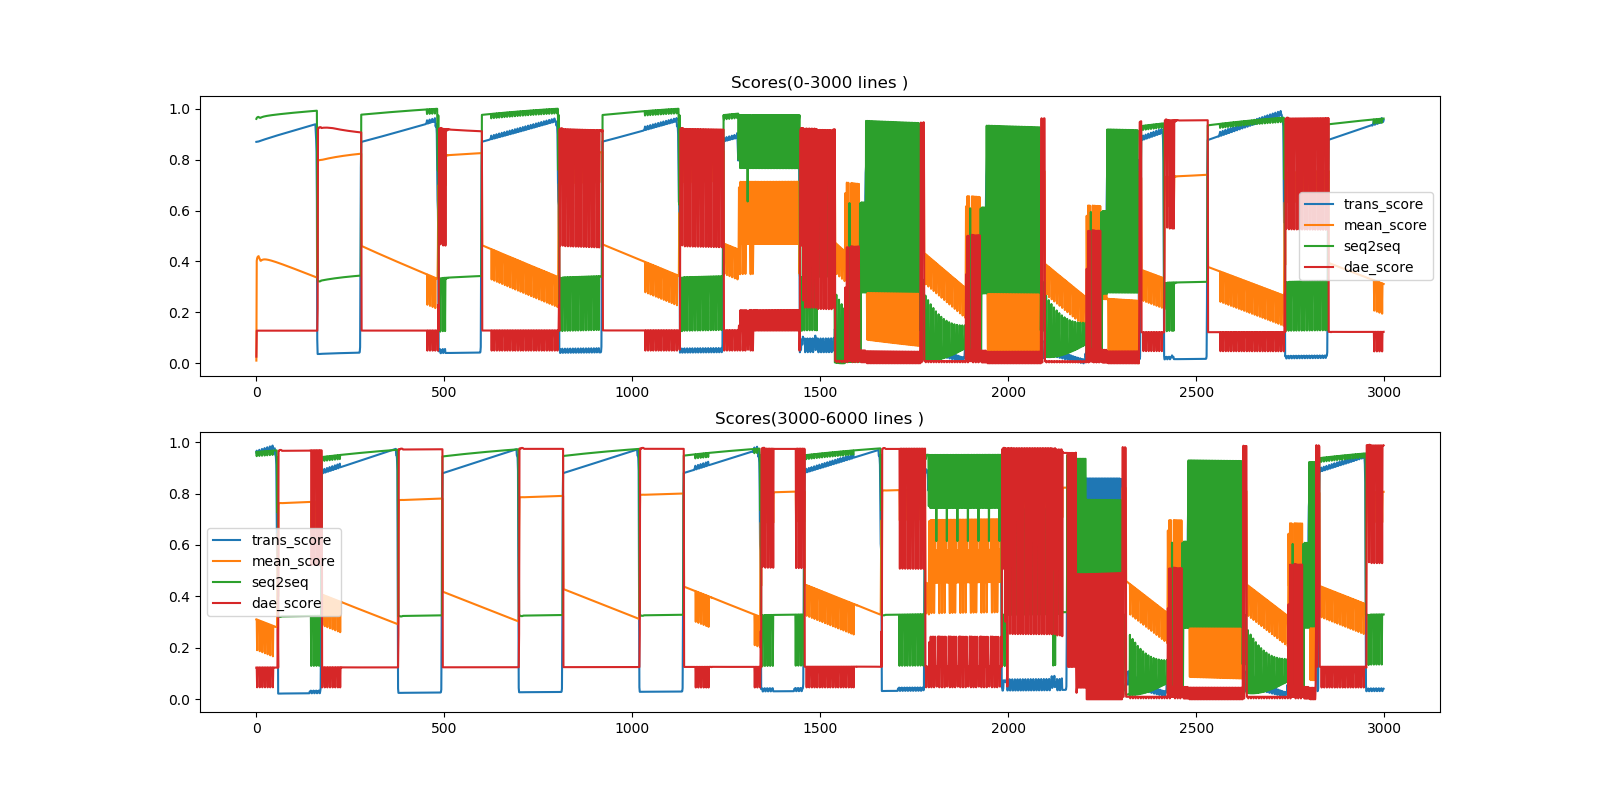 Scores(0-3000 lines )
1.0
0.8
0.6
0.4
0.2
0.0
trans_score
mean_score
seq2seq
dae_score
0 500 1000 1500 2000 2500 3000
Scores(3000-6000 lines )
1.0
0.8
0.6
0.4
0.2
0.0
trans_score
mean_score
seq2seq
dae_score
0 500 1000 1500 2000 2500 3000